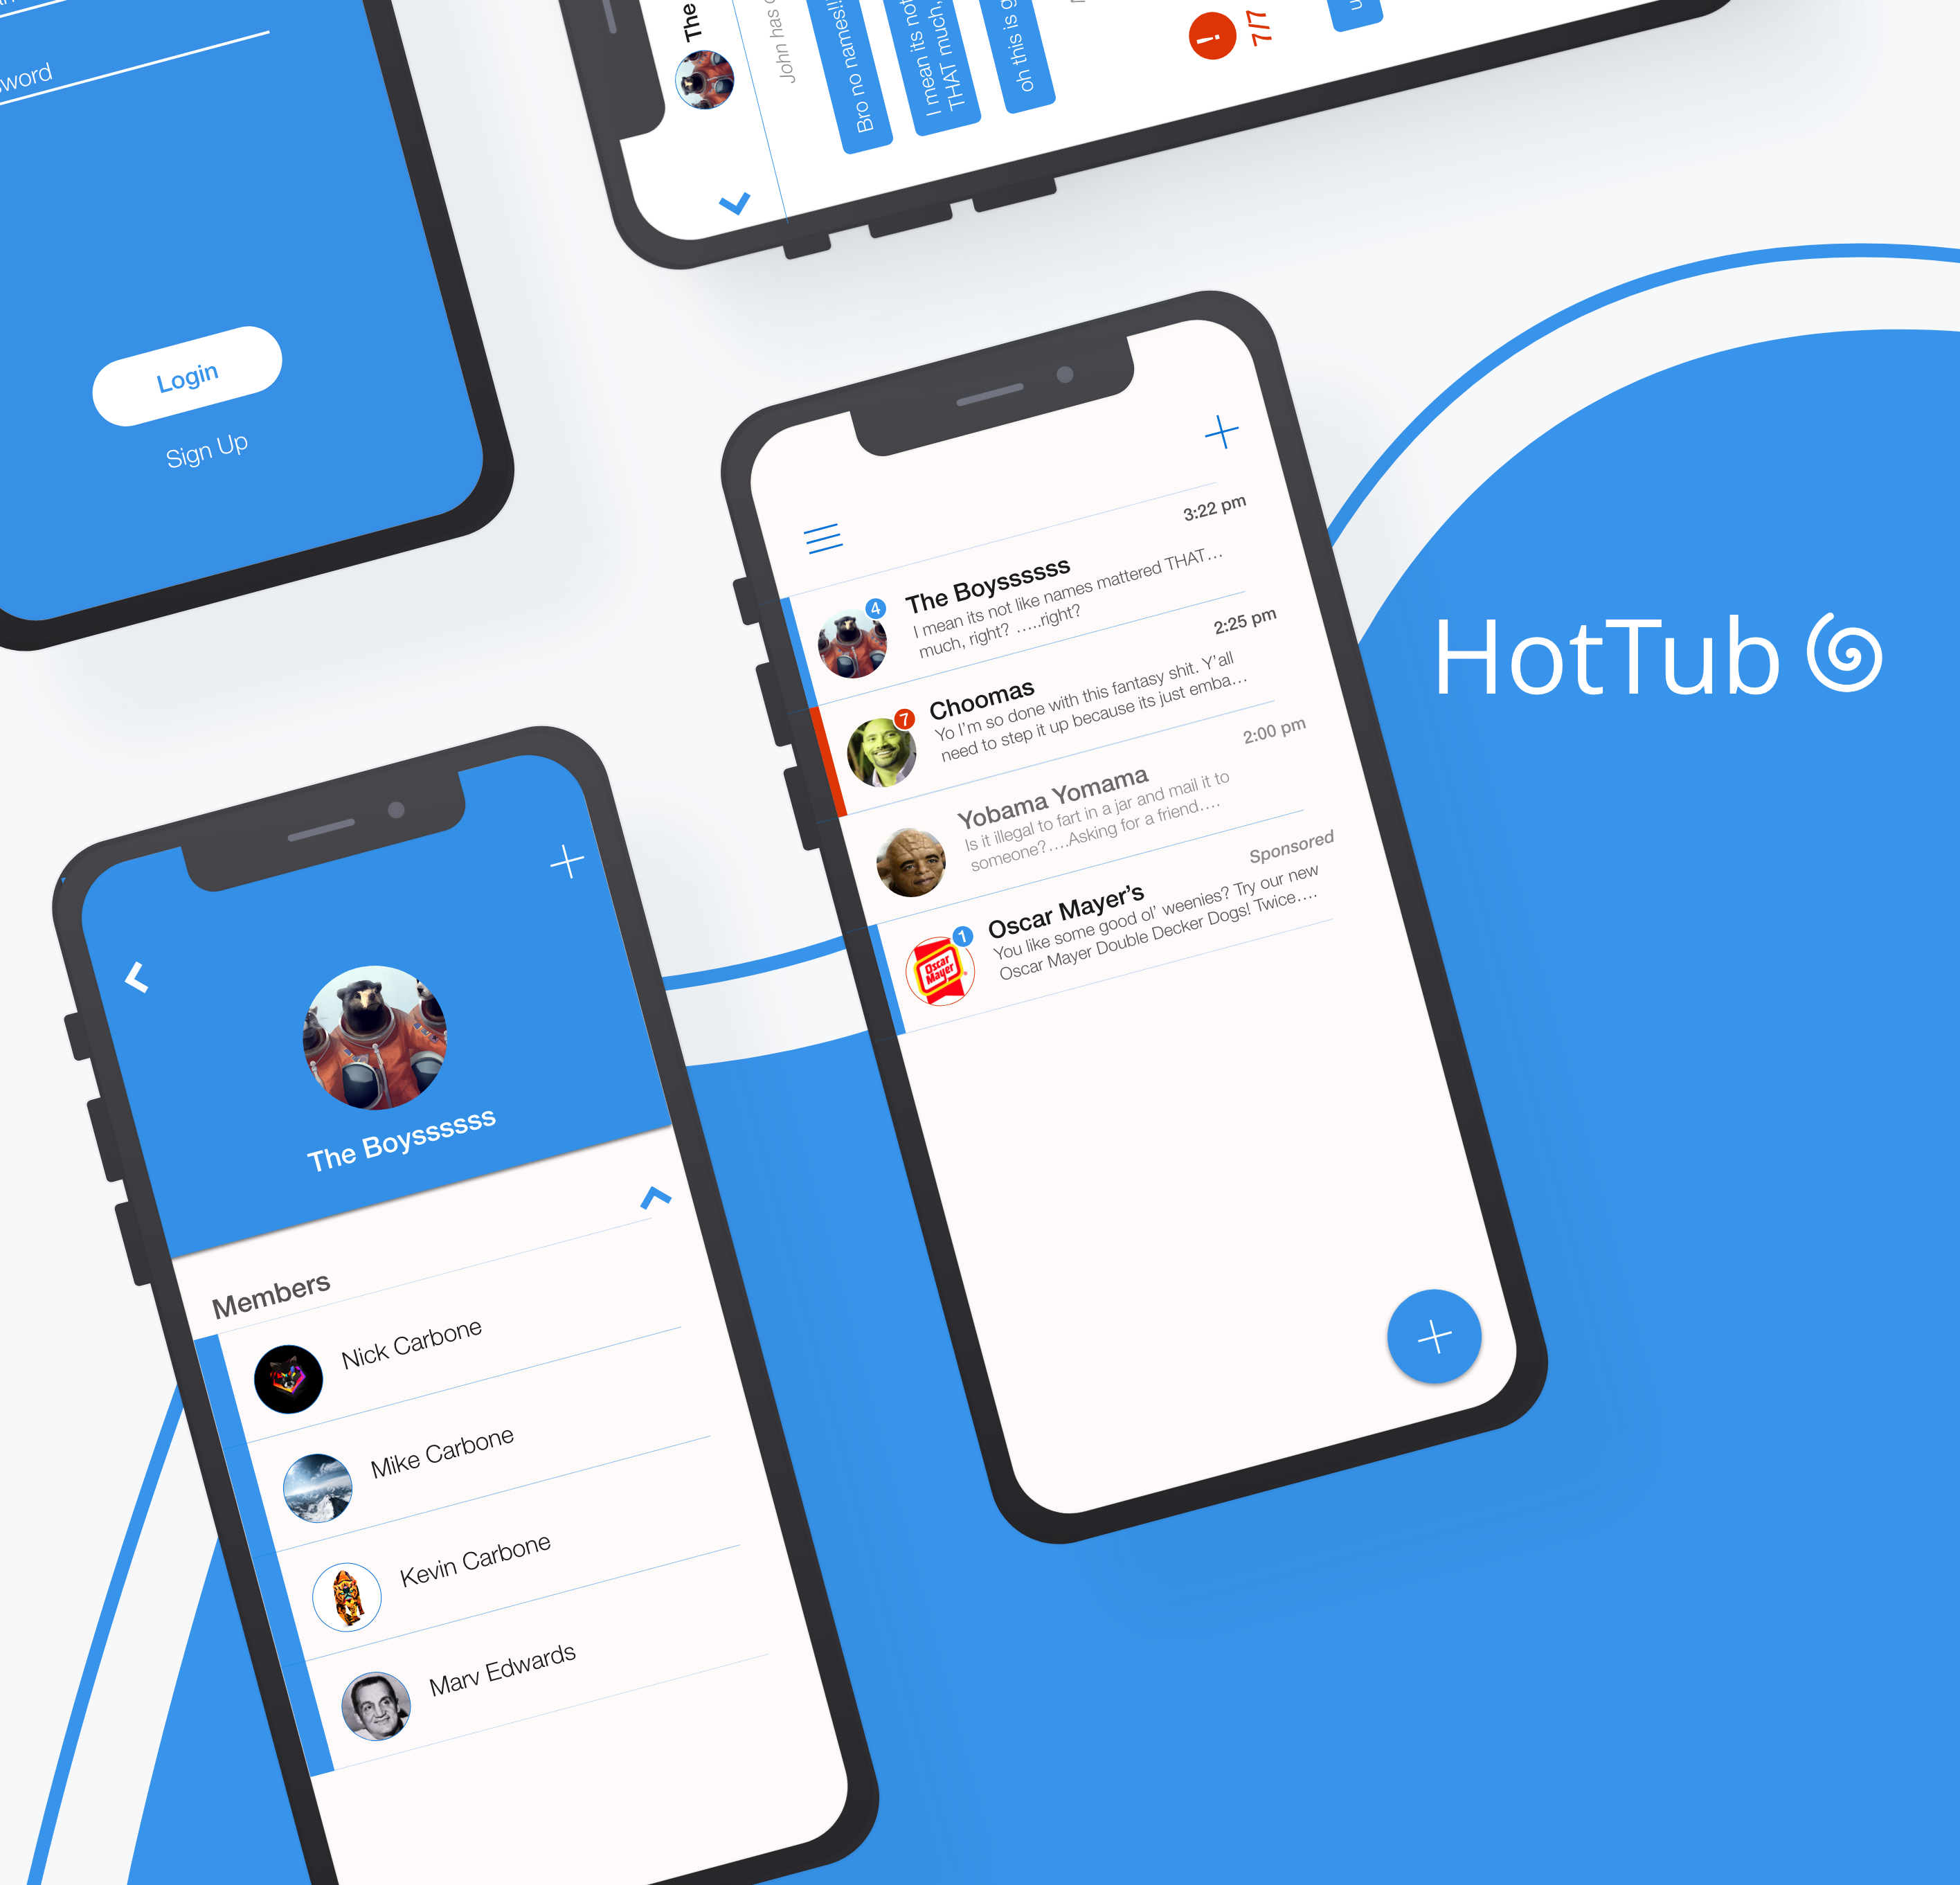 sword
Login
Sign Up
The
John has
Bro no names!!
I mean its not
THAT much,
oh this is
!
7/7
HotTub
3:22 pm
The Boyssssss
4
I mean its not like names mattered THAT...
much, right? .....right?
2:25 pm
Choomas
7
Yo I'm so done with this fantasy shit. Y'all
need to step it up because its just emba...
2:00 pm
Yobama Yomama
Is it illegal to fart in a jar and mail it to
someone?....Asking for a friend....
Sponsored
Oscar Mayer's
1
Oscar
Mayer
You like some good ol' weenies? Try our new
Oscar Mayer Double Decker Dogs! Twice....
The Boyssssss
Members
Nick Carbone
Mike Carbone
Kevin Carbone
Marv Edwards